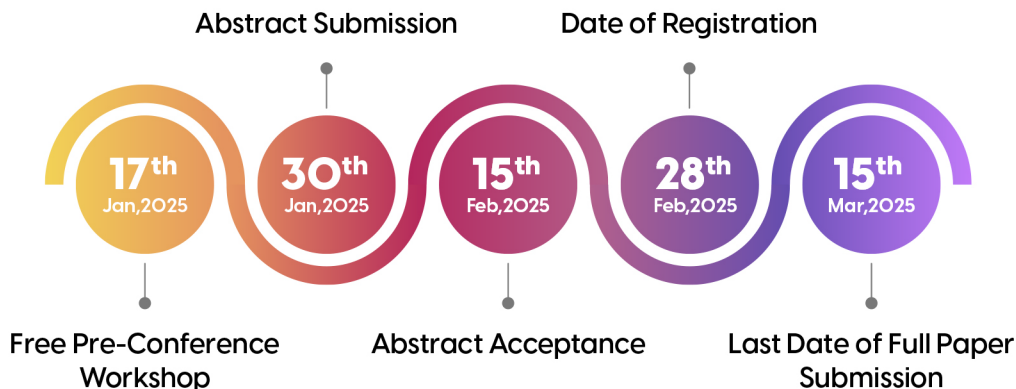 Abstract Submission
Date of Registration
17th
Jan,2025
30th
Jan,2025
15th
Feb,2025
28th
Feb,2025
15th
Mar,2025
Free Pre-Conference
Workshop
Abstract Acceptance
Last Date of Full Paper
Submission